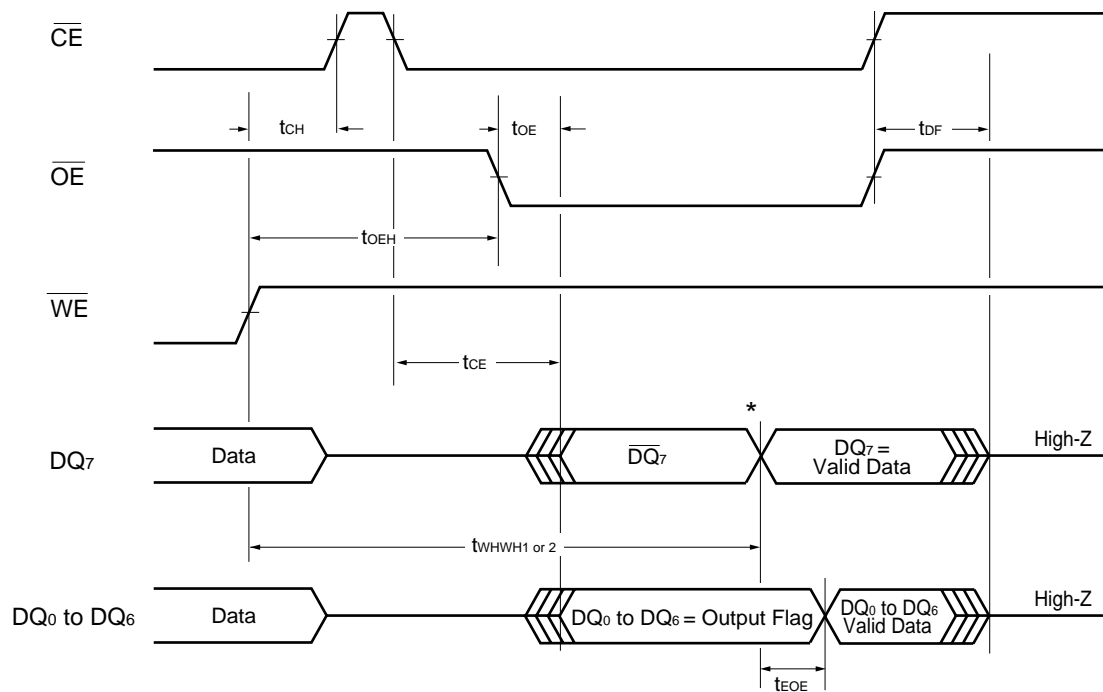 CE
tCH
tOE
tDF
OE
tOEH
WE
tCE
*
DQ7
Data
DQ7
DQ7 =
Valid Data
High-Z
tWHWH1 or 2
DQ0 to DQ6
Data
DQ0 to DQ6 = Output Flag
DQ0 to DQ6
Valid Data
High-Z
tEOE